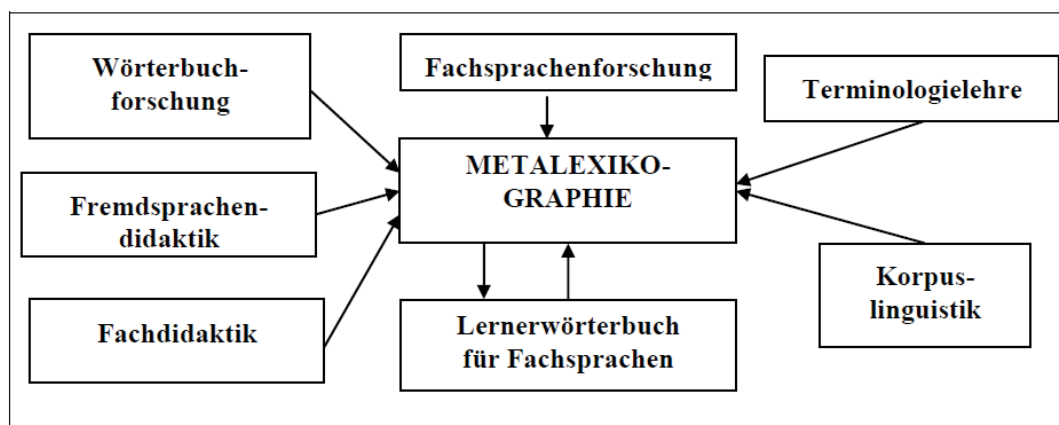 Wörterbuch-
forschung
Fachsprachenforschung
Terminologielehre
METALEXIKO-
GRAPHIE
Fremdsprachen-
didaktik
Korpus-
linguistik
Fachdidaktik
Lernerwörterbuch
für Fachsprachen